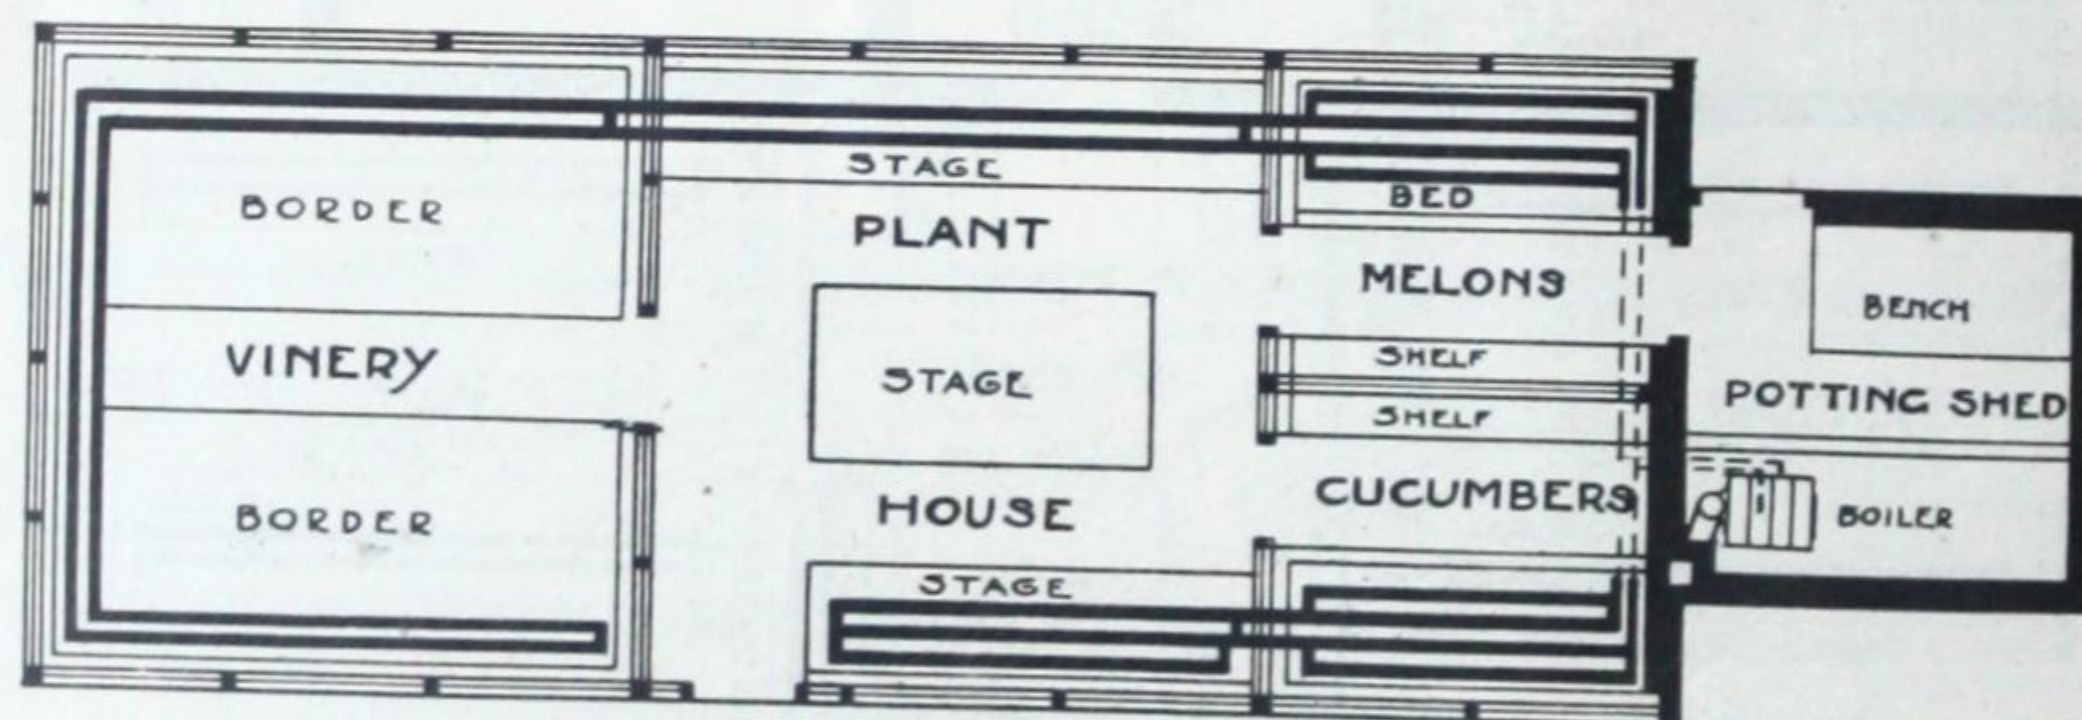 STAGE
BORDER
BED
PLANT
MELONS
BENCH
VINERY
STAGE
SHELF
SHELF
POTTING SHED
BORDER
HOUSE
CUCUMBERS
BOILER
STAGE